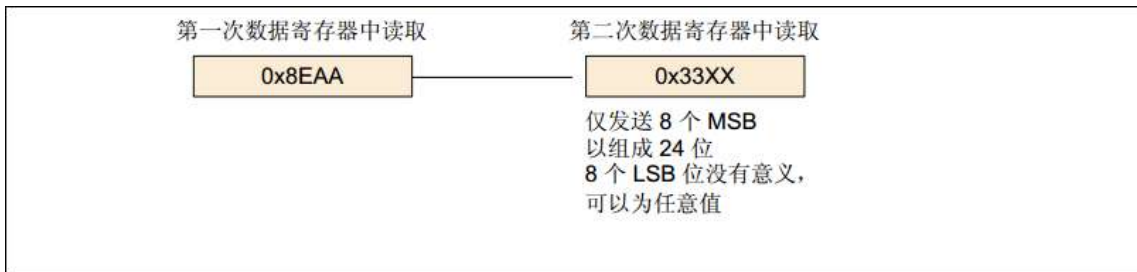 第一次数据寄存器中读取
第二次数据寄存器中读取
0x8EAA
0x33XX
仅发送 8 个 MSB
以组成 24 位
8 个 LSB 位没有意义，
可以为任意值